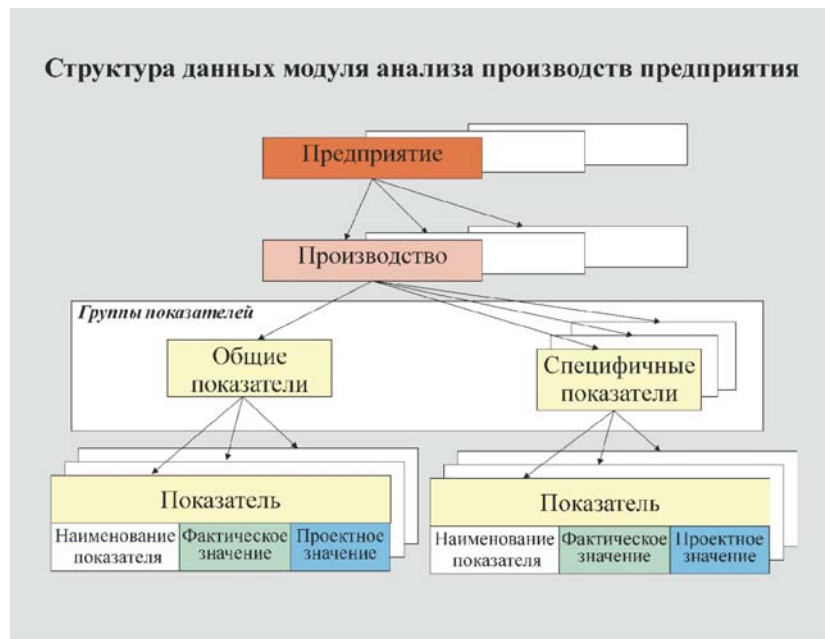 Структура данных модуля анализа производств предприятия
Предприятие
Производство
Группы показателей
Общие
показатели
Специфичные
показатели
Показатель
Наименование
показателя
Фактическое
значение
Проектное
значение
Показатель
Наименование
показателя
Фактическое
значение
Проектное
значение